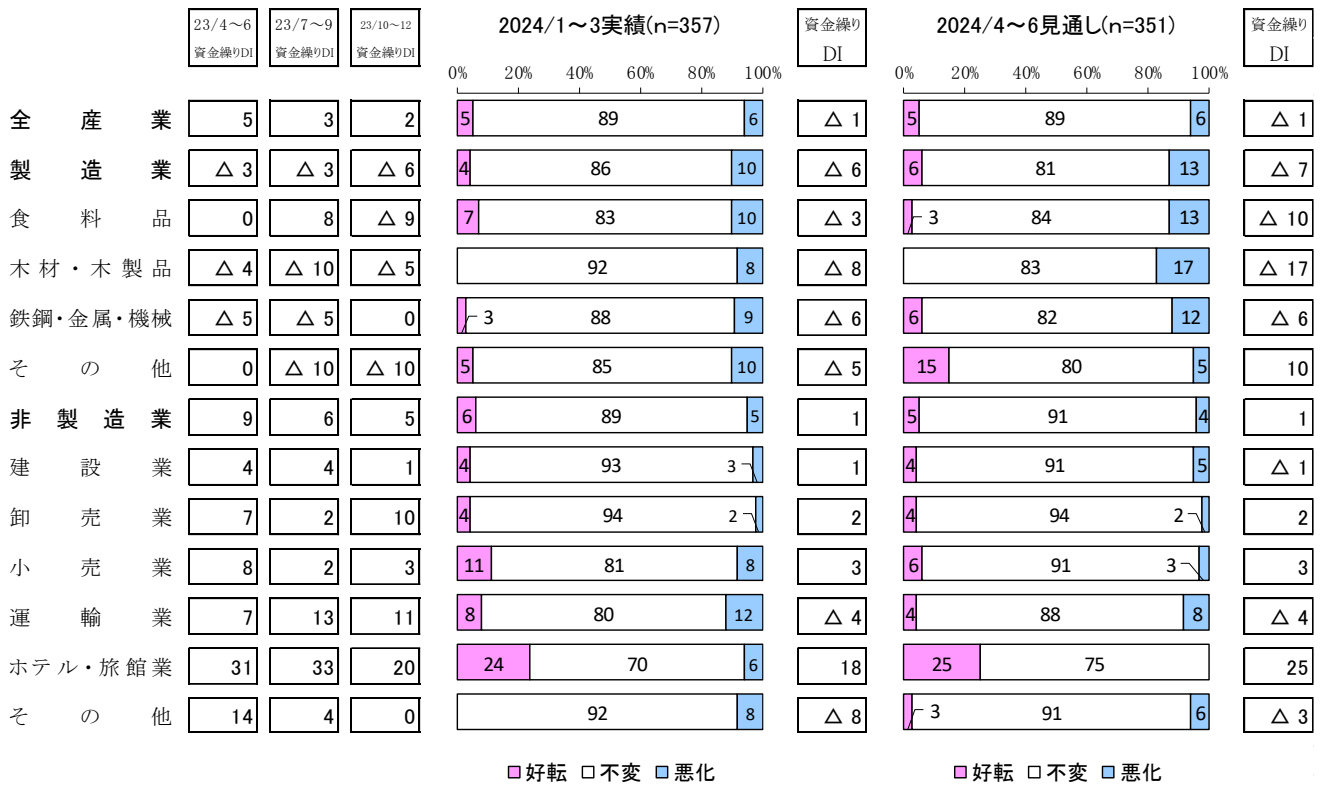 23/4～6 23/7～9 23/10～12 2024/1～3実績(n=357) 資金繰り 2024/4～6見通し(n=351) 資金繰り
資金繰りDI 資金繰りDI 資金繰りDI DI DI
0% 20% 40% 60% 80% 100% 0% 20% 40% 60% 80% 100%
全産業 5 3 2 5 89 6 △ 1 5 89 6 △ 1
製造業 △ 3 △ 3 △ 6 4 86 10 △ 6 6 81 13 △ 7
食料品 0 8 △ 9 7 83 10 △ 3 3 84 13 △ 10
木材・木製品 △ 4 △ 10 △ 5 92 8 △ 8 83 17 △ 17
鉄鋼・金属・機械 △ 5 △ 5 0 3 88 9 △ 6 6 82 12 △ 6
その他 0 △ 10 △ 10 5 85 10 △ 5 15 80 5 10
非製造業 9 6 5 6 89 5 1 5 91 4 1
建設業 4 4 1 4 93 3 1 4 91 5 △ 1
卸売業 7 2 10 4 94 2 2 4 94 2 2
小売業 8 2 3 11 81 8 3 6 91 3 3
運輸業 7 13 11 8 80 12 △ 4 4 88 8 △ 4
ホテル・旅館業 31 33 20 24 70 6 18 25 75 25
その他 14 4 0 92 8 △ 8 3 91 6 △ 3
好転 不変 悪化 好転 不変 悪化